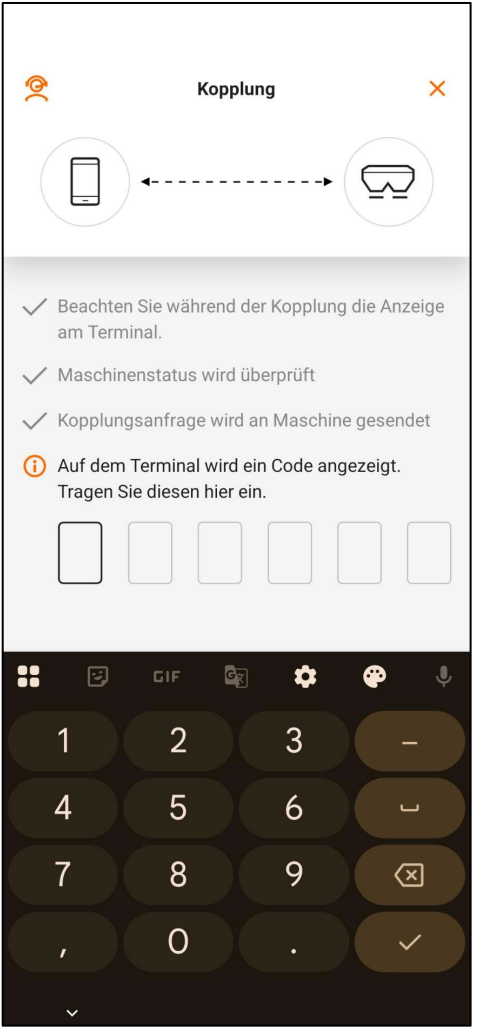 Kopplung
Beachten Sie während der Kopplung die Anzeige
am Terminal.
Maschinenstatus wird überprüft
Kopplungsanfrage wird an Maschine gesendet
Auf dem Terminal wird ein Code angezeigt.
Tragen Sie diesen hier ein.
GIF
1 2 3 –
4 5 6
7 8 9
, 0 .